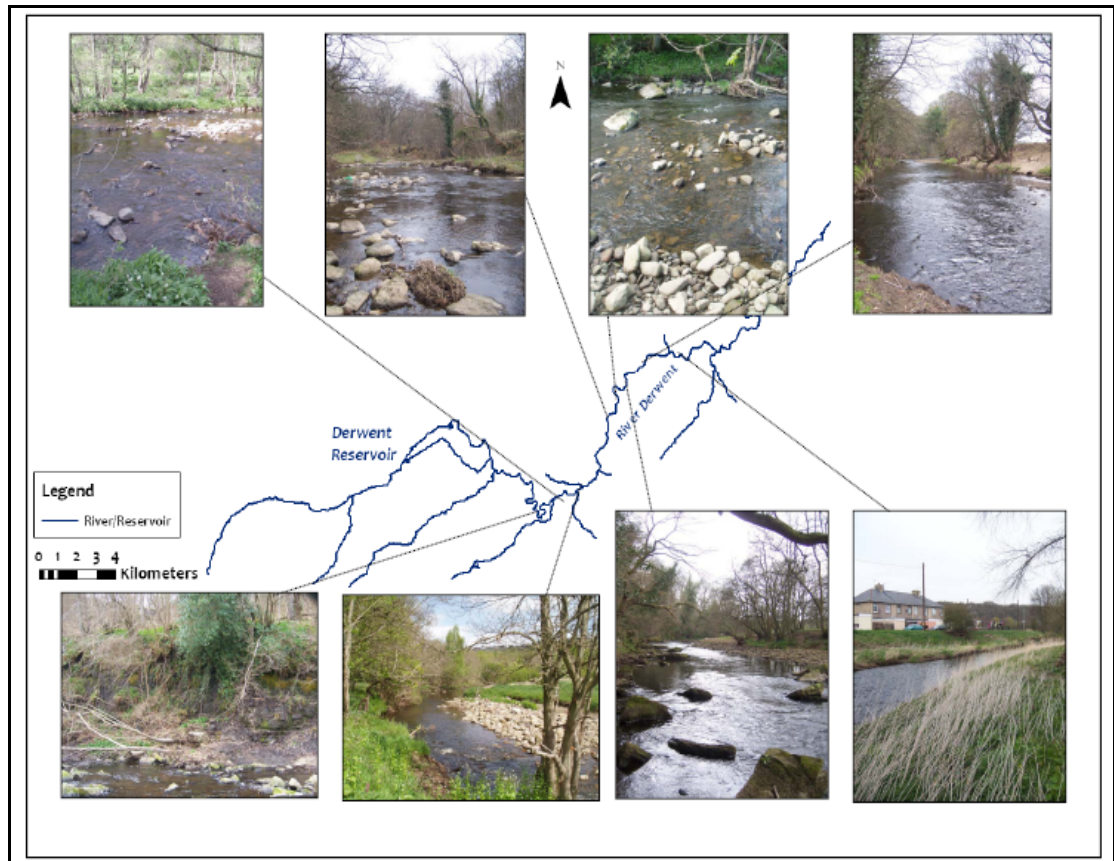 N
River Derwent
Derwent
Reservoir
Legend
River/Reservoir
0 1 2 3 4
Kilometers